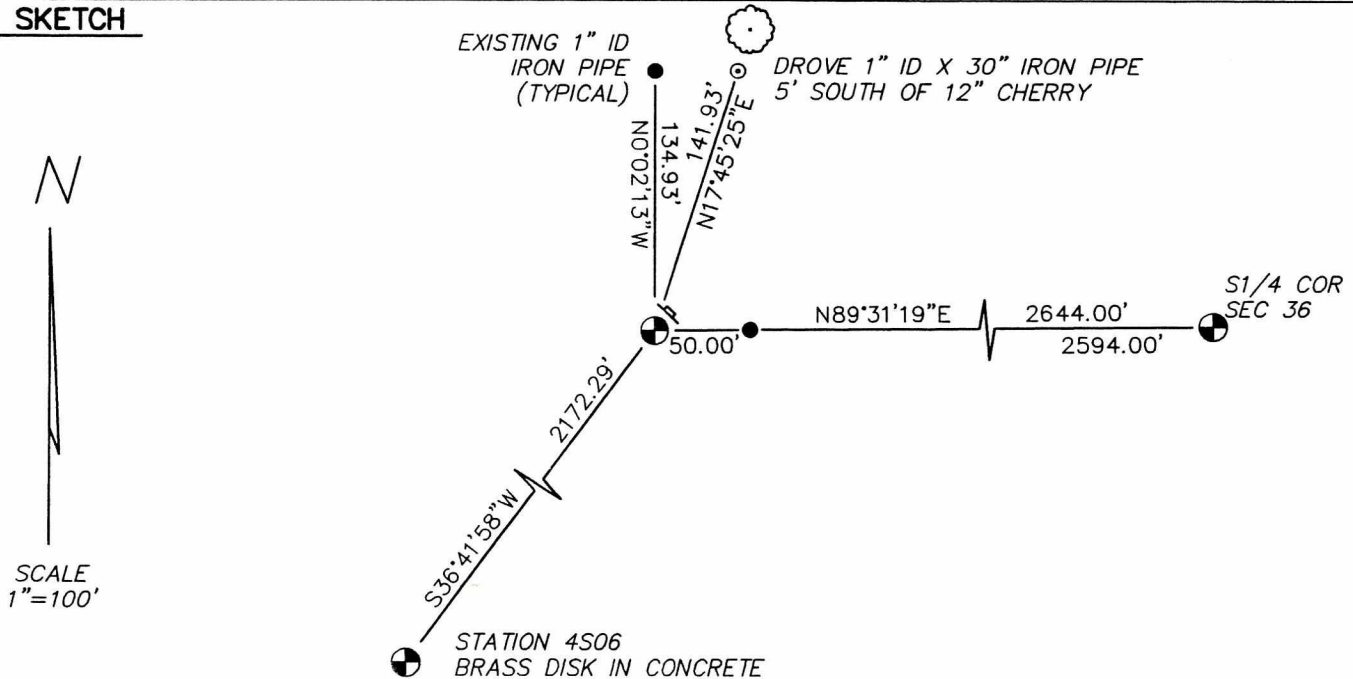 SKETCH
EXISTING 1" ID
IRON PIPE
(TYPICAL)
DROVE 1" ID X 30" IRON PIPE
5' SOUTH OF 12" CHERRY
N0°02'13"W
134.93'
141.93'
N17°45'25"E
N
S1/4 COR
SEC 36
N89°31'19"E
2644.00'
50.00'
2594.00'
2172.29'
S36°41'58"W
SCALE
1"=100'
STATION 4S06
BRASS DISK IN CONCRETE